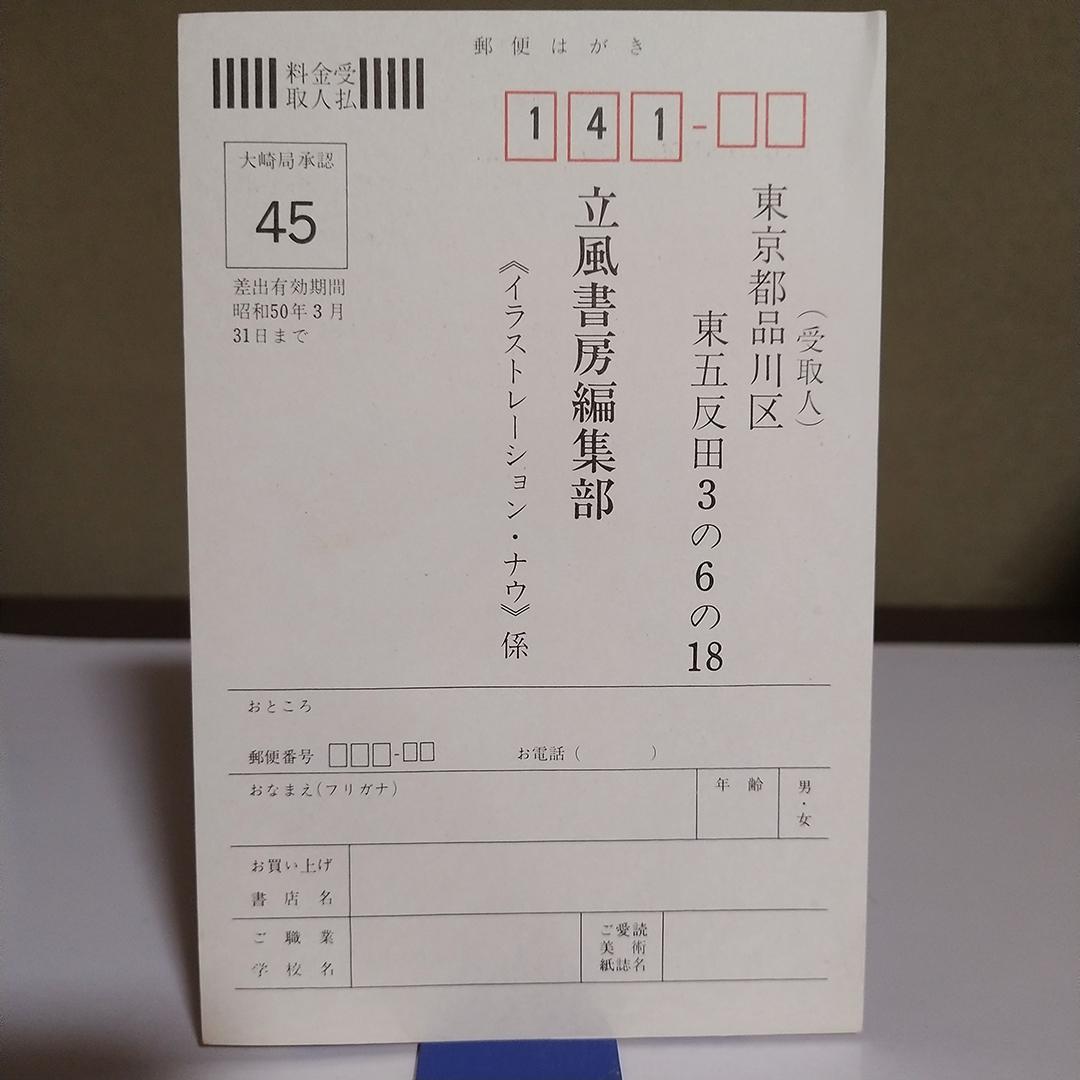 郵便はがき
料金受
取人払
大崎局承認
45
差出有効期間
昭和50年3月
31日まで
141-
(受取人)
東京都品川区
東五反田3の6の18
立風書房編集部
《イラストレーション・ナウ》係
おところ
郵便番号 - お電話( )
おなまえ(フリガナ)
年齢
男・女
お買い上げ
書店名
ご職業
学校名
ご愛読
美術
紙誌名